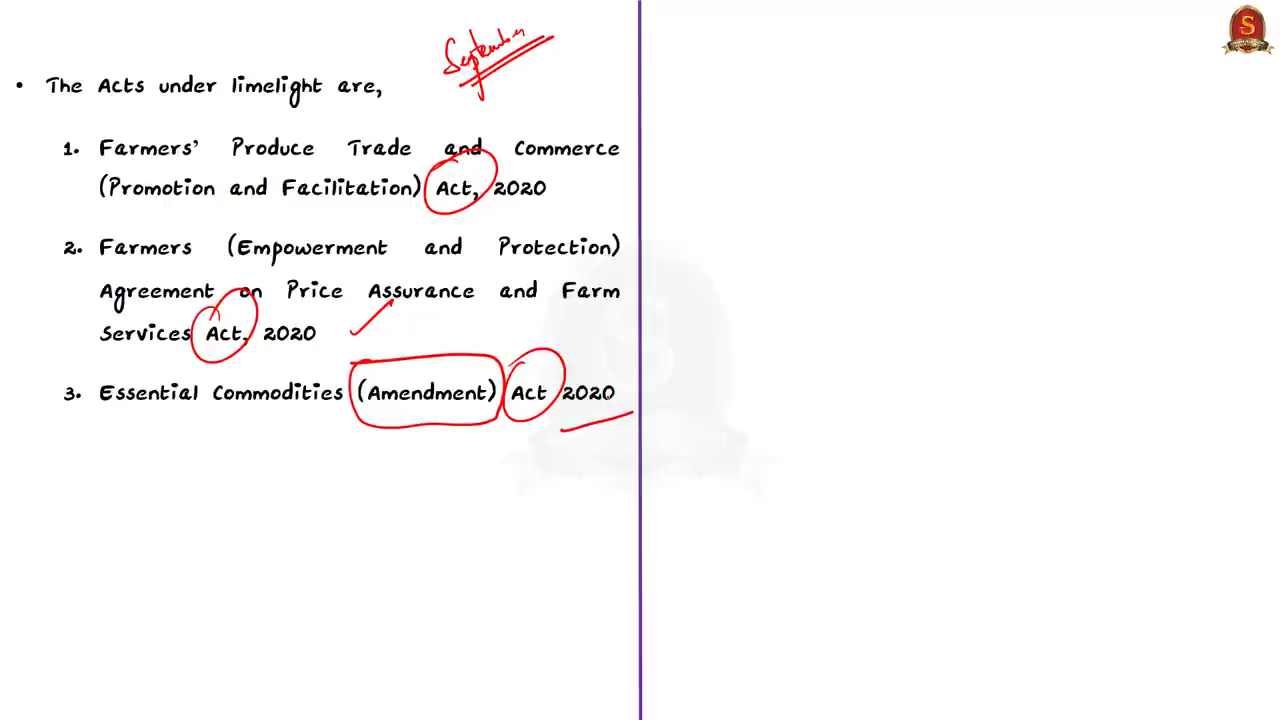 September
• The Acts under limelight are,
1. Farmers' Produce Trade and Commerce
(Promotion and Facilitation) Act, 2020
2. Farmers (Empowerment and Protection)
Agreement on Price Assurance and Farm
Services Act, 2020
3. Essential Commodities (Amendment) Act 2020
S